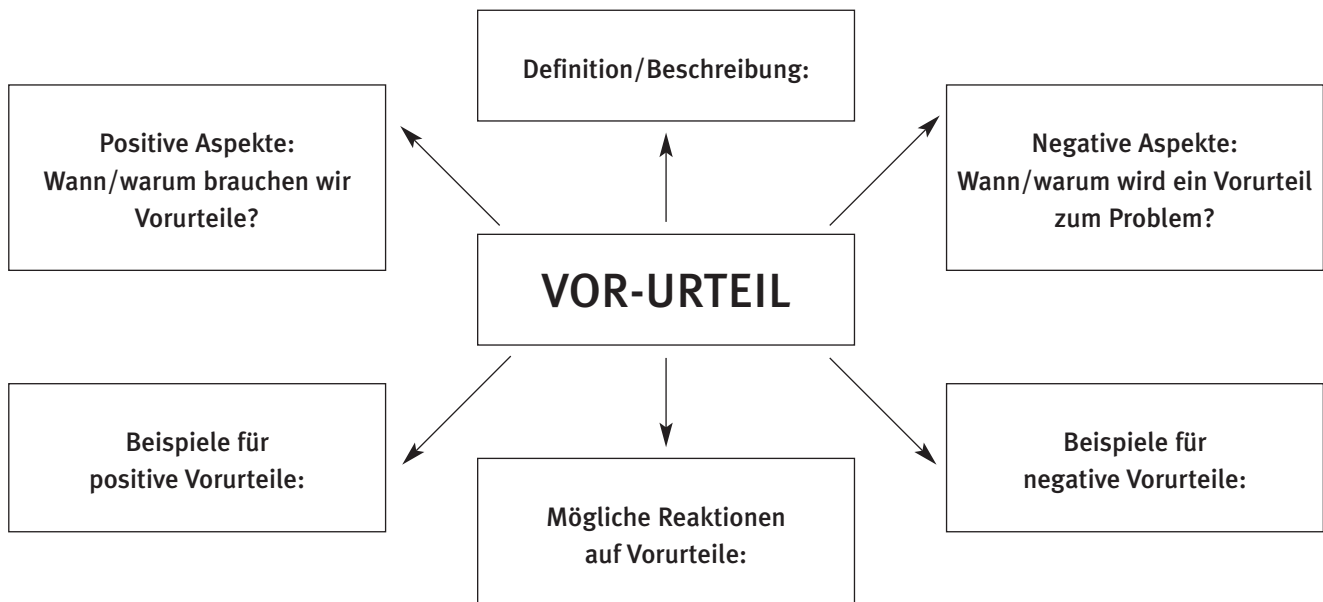 Definition/Beschreibung:
Positive Aspekte:
Wann/warum brauchen wir
Vorurteile?
Negative Aspekte:
Wann/warum wird ein Vorurteil
zum Problem?
VOR-URTEIL
Beispiele für
positive Vorurteile:
Mögliche Reaktionen
auf Vorurteile:
Beispiele für
negative Vorurteile: